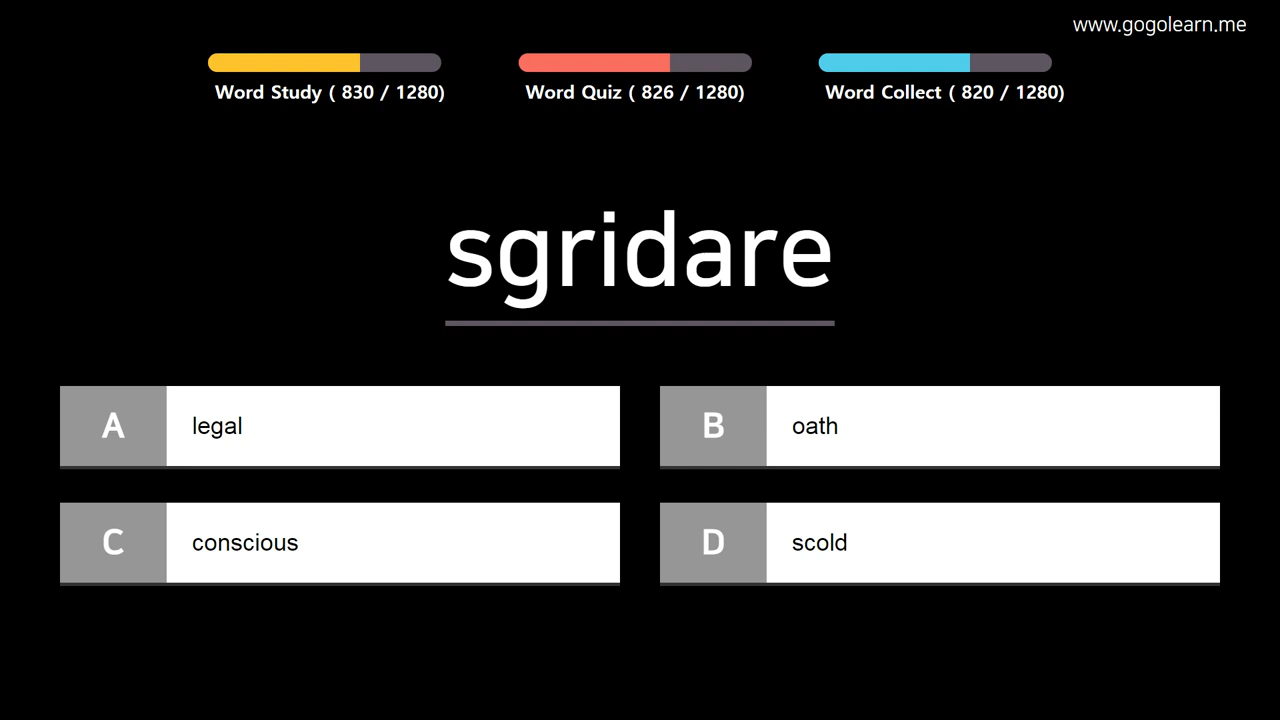 www.gogolearn.me
Word Study ( 830 / 1280)
Word Quiz ( 826 / 1280)
Word Collect ( 820 / 1280)
sgridare
A legal
B oath
C conscious
D scold